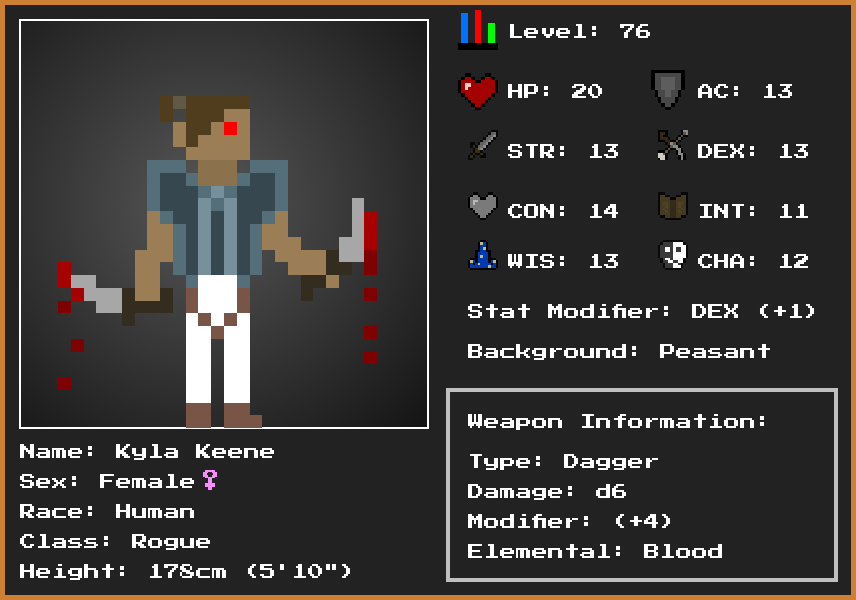 Level: 76
HP: 20 AC: 13
STR: 13 DEX: 13
CON: 14 INT: 11
WIS: 13 CHA: 12
Stat Modifier: DEX (+1)
Background: Peasant
Weapon Information:
Type: Dagger
Damage: d6
Modifier: (+4)
Elemental: Blood
Name: Kyla Keene
Sex: Female♀
Race: Human
Class: Rogue
Height: 178cm (5'10")